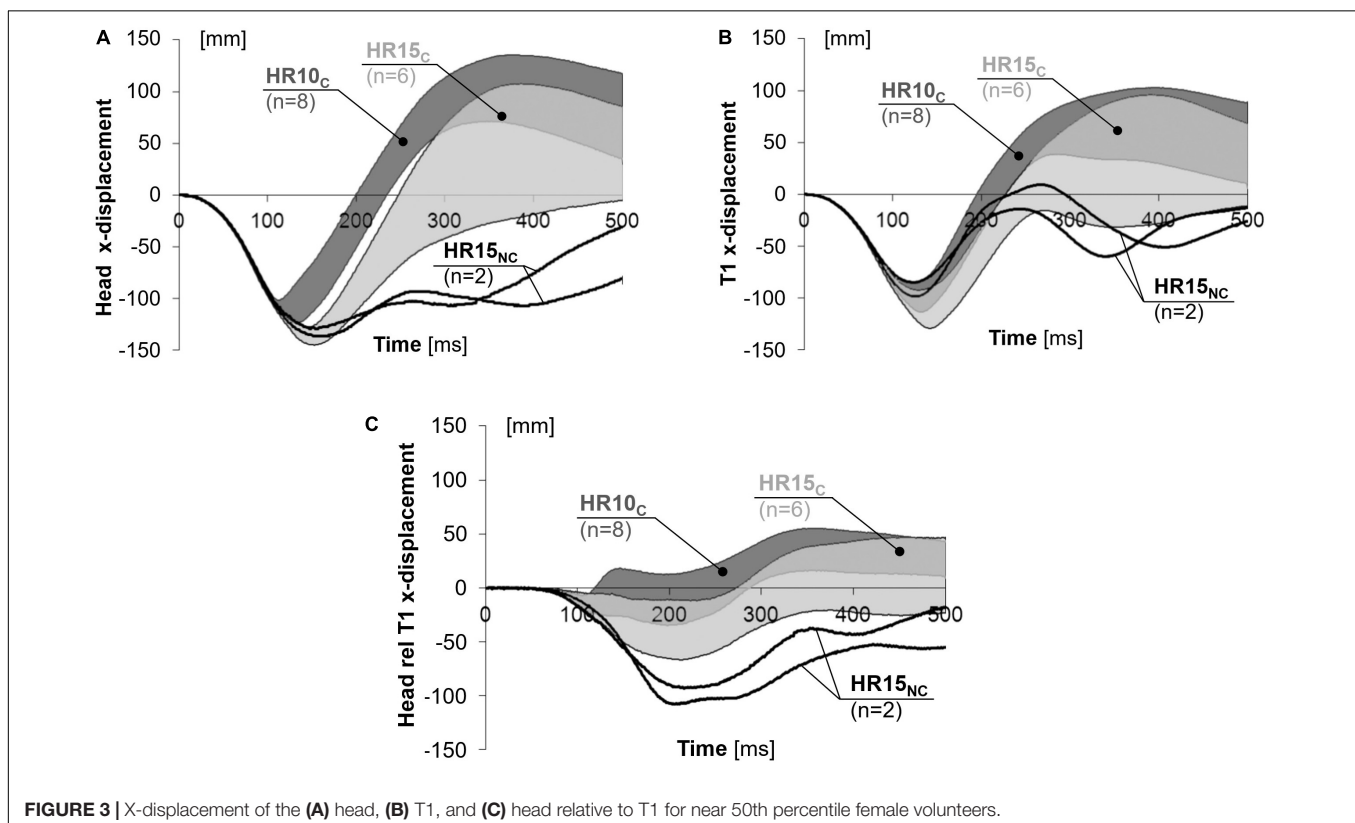 A
150 [mm]
HR15C
(n=6)
HR10C
(n=8)
100
50
0
-50
-100
-150
0 100 200 300 400 500
Head x-displacement
HR15NC
(n=2)
Time [ms]
B
150 [mm]
HR15C
(n=6)
HR10C
(n=8)
100
50
0
-50
-100
-150
0 100 200 300 400 500
T1 x-displacement
HR15NC
(n=2)
Time [ms]
C
150 [mm]
HR10C
(n=8)
HR15C
(n=6)
100
50
0
-50
-100
-150
0 100 200 300 400 500
Head rel T1 x-displacement
HR15NC
(n=2)
Time [ms]
FIGURE 3 | X-displacement of the (A) head, (B) T1, and (C) head relative to T1 for near 50th percentile female volunteers.